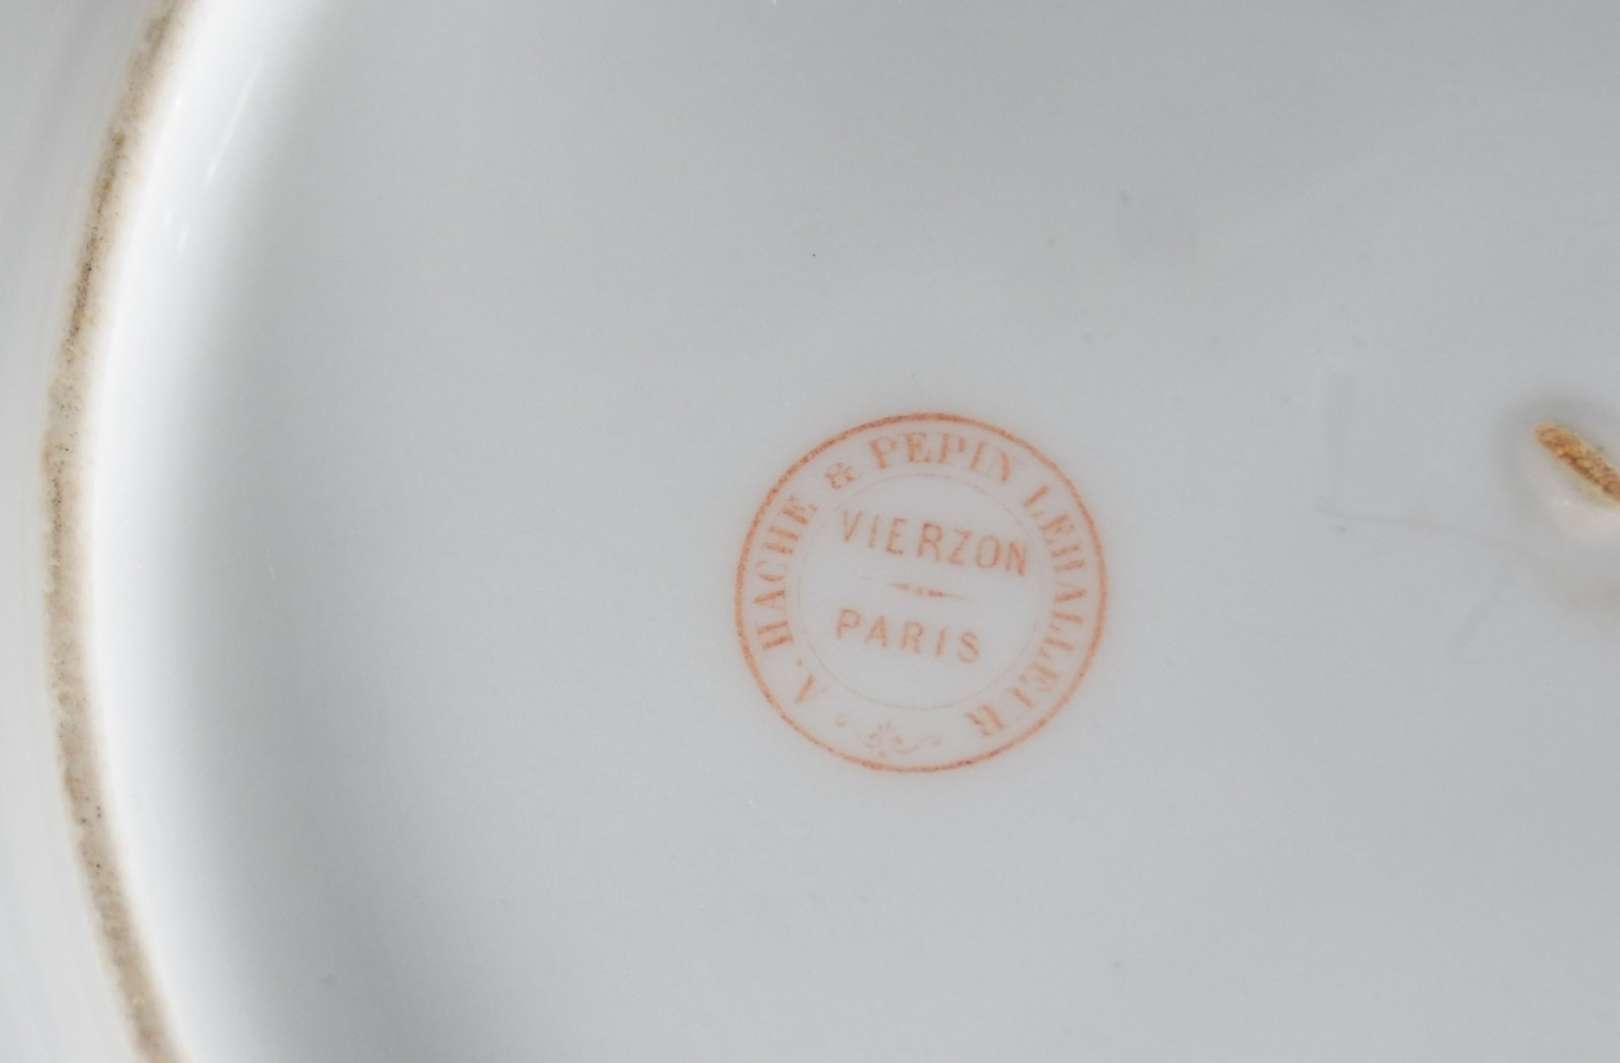 A. HACHE & PEPIN LEHALLEUR
VIERZON
PARIS